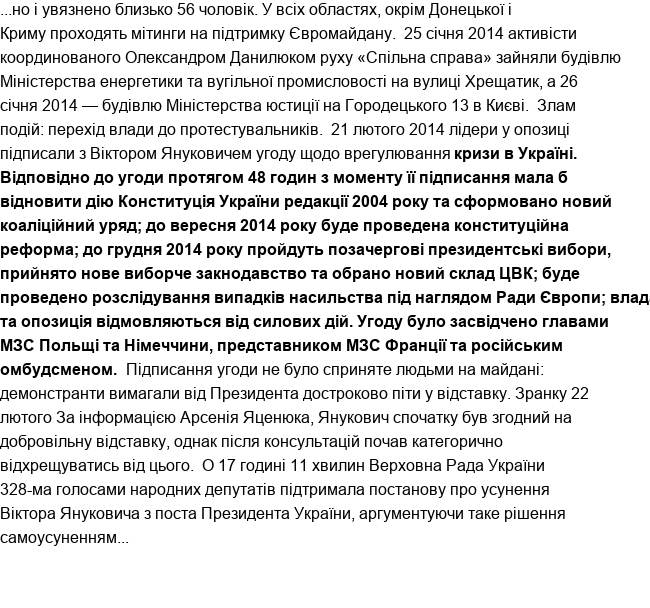 ...но і увязнено близько 56 чоловік. У всіх областях, окрім Донецької і
Криму проходять мітинги на підтримку Євромайдану.  25 січня 2014 активісти
координованого Олександром Данилюком руху «Спільна справа» зайняли будівлю
Міністерства енергетики та вугільної промисловості на вулиці Хрещатик, а 26
січня 2014 — будівлю Міністерства юстиції на Городецького 13 в Києві.  Злам
подій: перехід влади до протестувальників.  21 лютого 2014 лідери у опозиції
підписали з Віктором Януковичем угоду щодо врегулювання кризи в Україні.
Відповідно до угоди протягом 48 годин з моменту її підписання мала б
відновити дію Конституція України редакції 2004 року та сформовано новий
коаліційний уряд; до вересня 2014 року буде проведена конституційна
реформа; до грудня 2014 року пройдуть позачергові президентські вибори,
прийнято нове виборче закнодавство та обрано новий склад ЦВК; буде
проведено розслідування випадків насильства під наглядом Ради Європи; влад
та опозиція відмовляються від силових дій. Угоду було засвідчено главами
МЗС Польщі та Німеччини, представником МЗС Франції та російським
омбудсменом.  Підписання угоди не було сприняте людьми на майдані:
демонстранти вимагали від Президента достроково піти у відставку. Зранку 22
лютого За інформацією Арсенія Яценюка, Янукович спочатку був згодний на
добровільну відставку, однак після консультацій почав категорично
відхрещуватись від цього.  О 17 годині 11 хвилин Верховна Рада України
328-ма голосами народних депутатів підтримала постанову про усунення
Віктора Януковича з поста Президента України, аргументуючи таке рішення
самоусуненням...